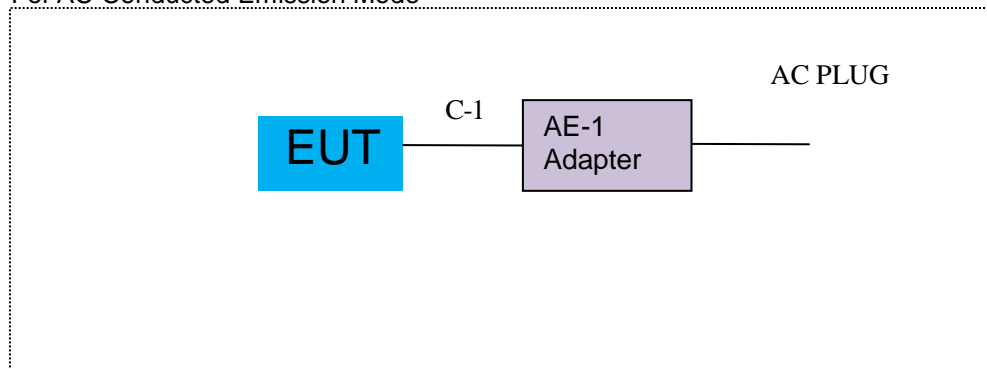 For AC Conducted Emission Mode
AC PLUG
C-1
EUT
AE-1
Adapter